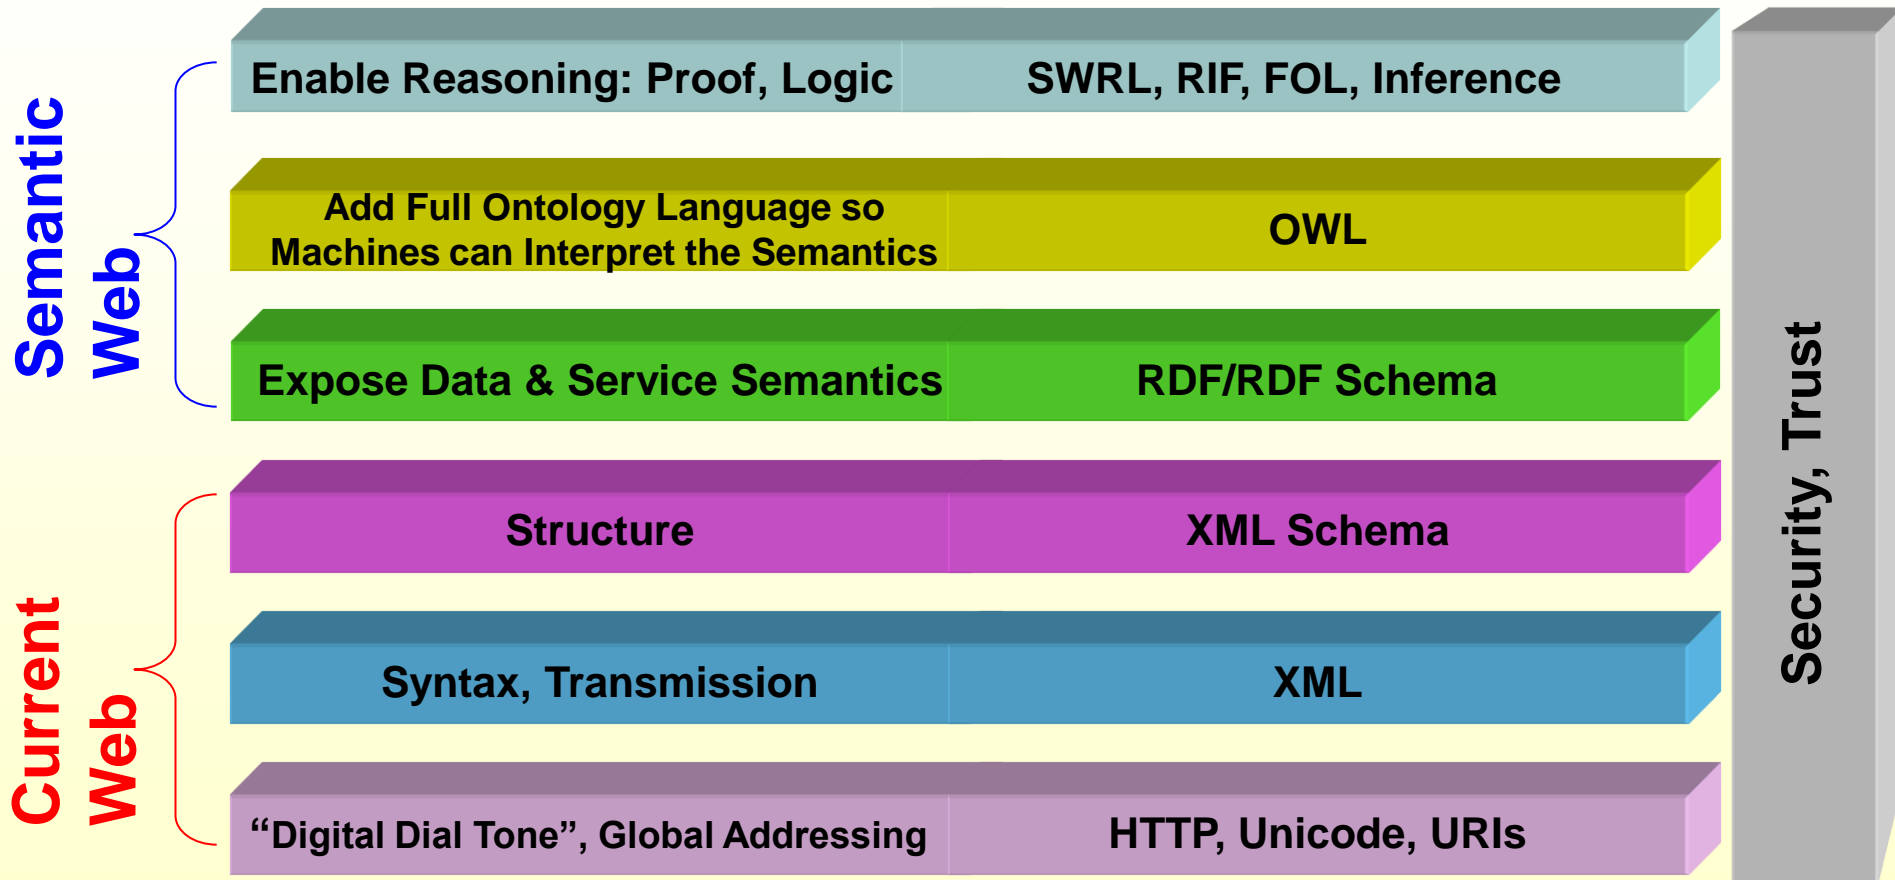 Semantic
Web
Enable Reasoning: Proof, Logic
SWRL, RIF, FOL, Inference
Add Full Ontology Language so
Machines can Interpret the Semantics
OWL
Expose Data & Service Semantics
RDF/RDF Schema
Current
Web
Structure
XML Schema
Syntax, Transmission
XML
“Digital Dial Tone”, Global Addressing
HTTP, Unicode, URIs
Security, Trust